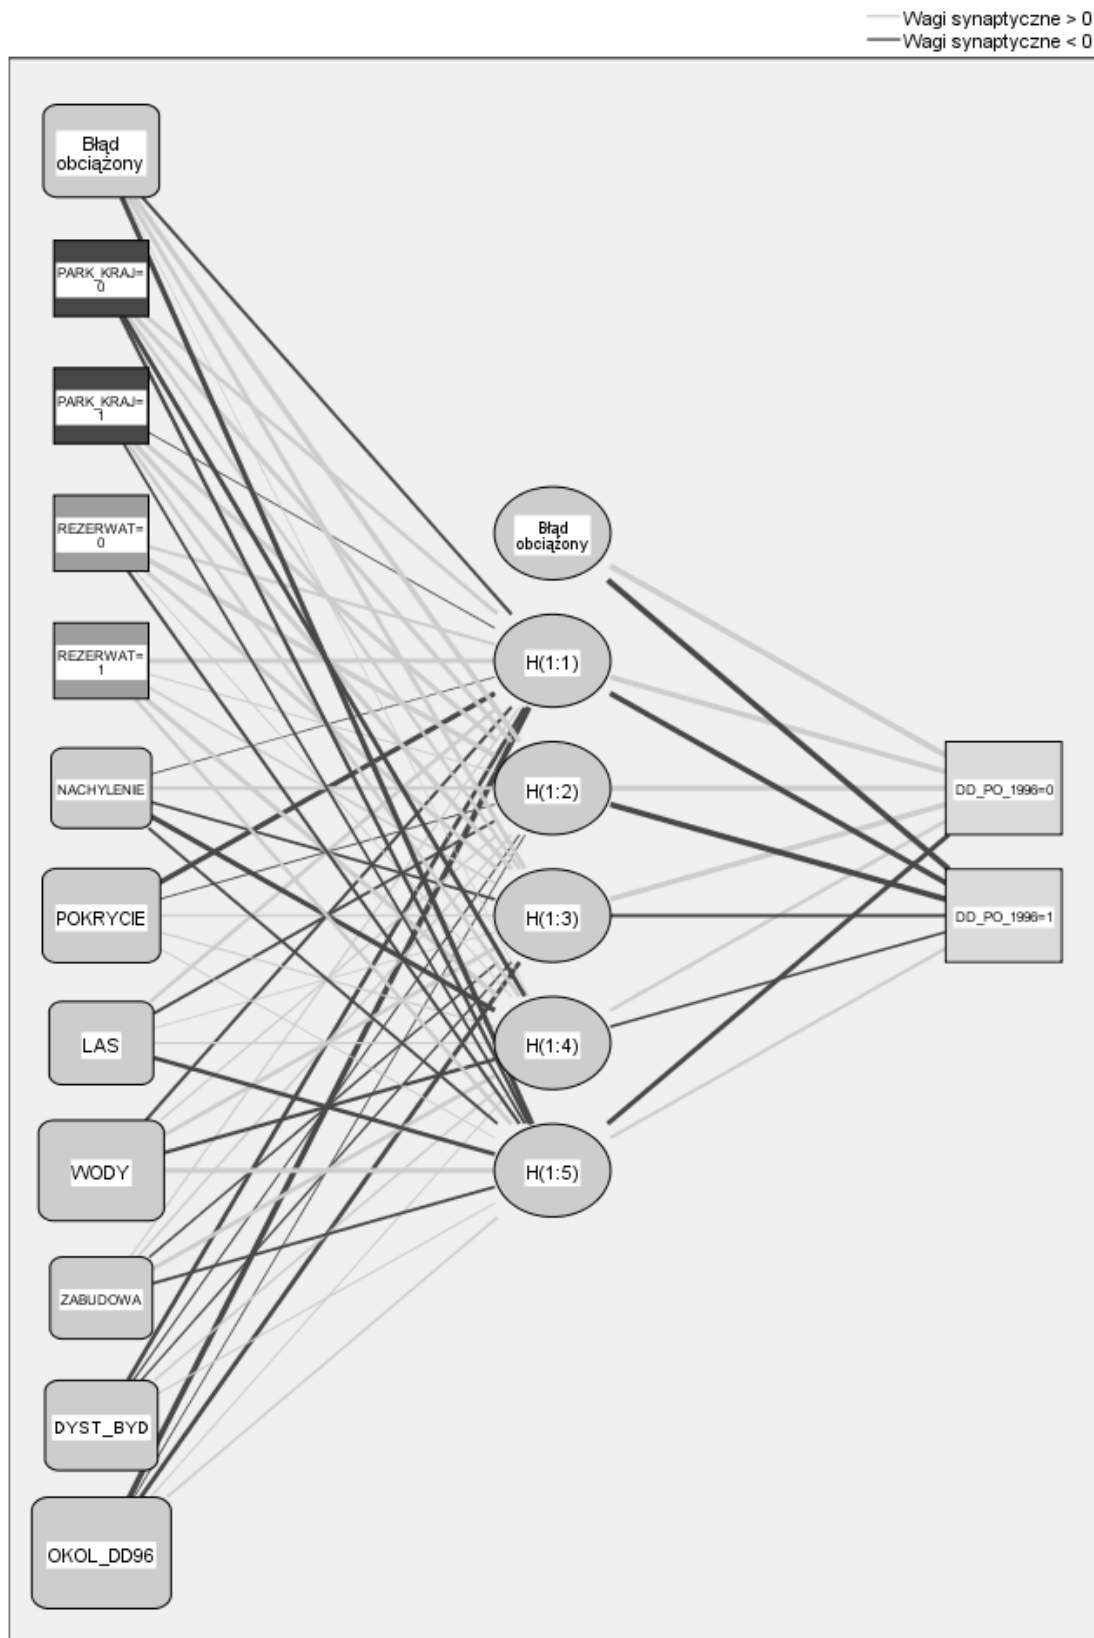 Wagi synaptyczne > 0
Wagi synaptyczne < 0
Błąd
obciążony
PARK_KRAJ=
0
PARK_KRAJ=
1
REZERWAT=
0
REZERWAT=
1
NACHYLENIE
POKRYCIE
LAS
WODY
ZABUDOWA
DYST_BYD
OKOL_DD96
Błąd
obciążony
H(1:1)
H(1:2)
H(1:3)
H(1:4)
H(1:5)
DD_PO_1996=0
DD_PO_1996=1